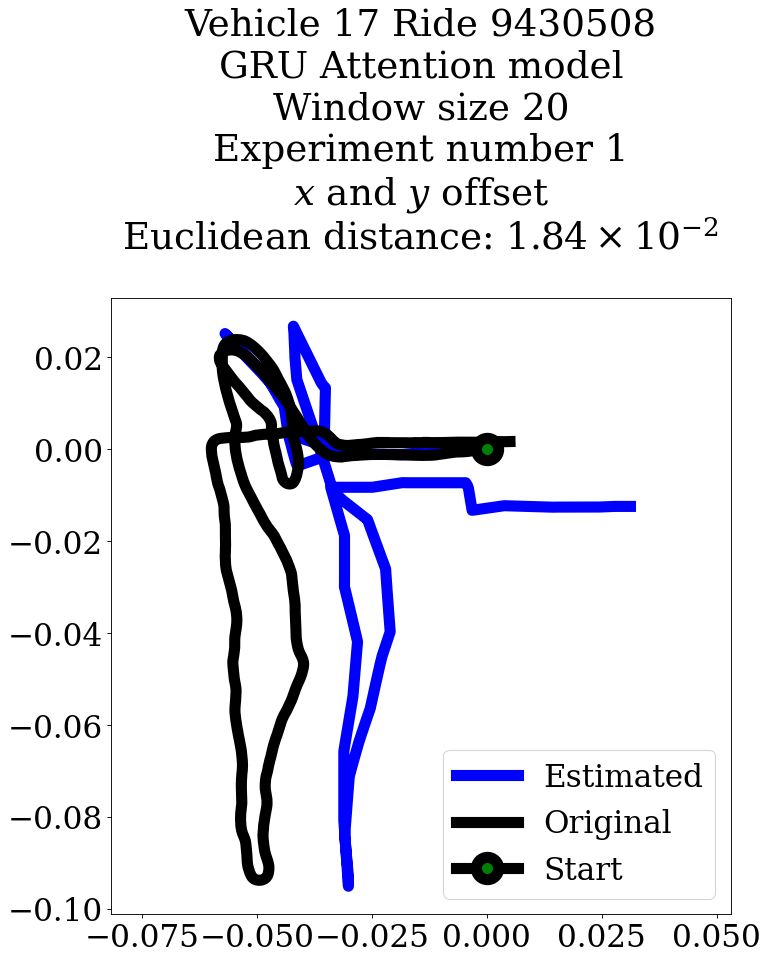 Vehicle 17 Ride 9430508
GRU Attention model
Window size 20
Experiment number 1
x and y offset
Euclidean distance: 1.84 × 10⁻²
0.02
0.00
−0.02
−0.04
−0.06
−0.08
−0.10
Estimated
Original
Start
−0.075 −0.050 −0.025 0.000 0.025 0.050